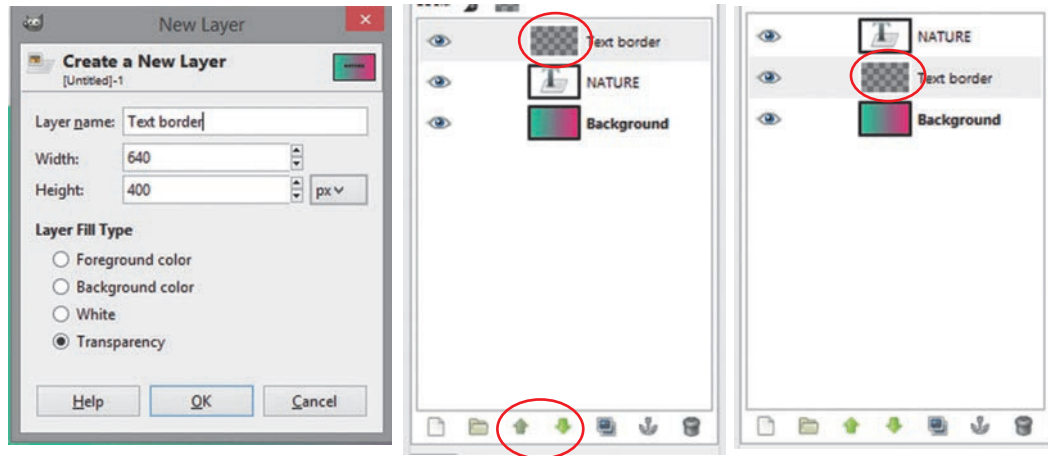 New Layer
Create a New Layer
[Untitled]-1
Layer name: Text border
Width: 640
Height: 400 px
Layer Fill Type
Foreground color
Background color
White
Transparency
Help OK Cancel
Text border
NATURE
Background
NATURE
Text border
Background